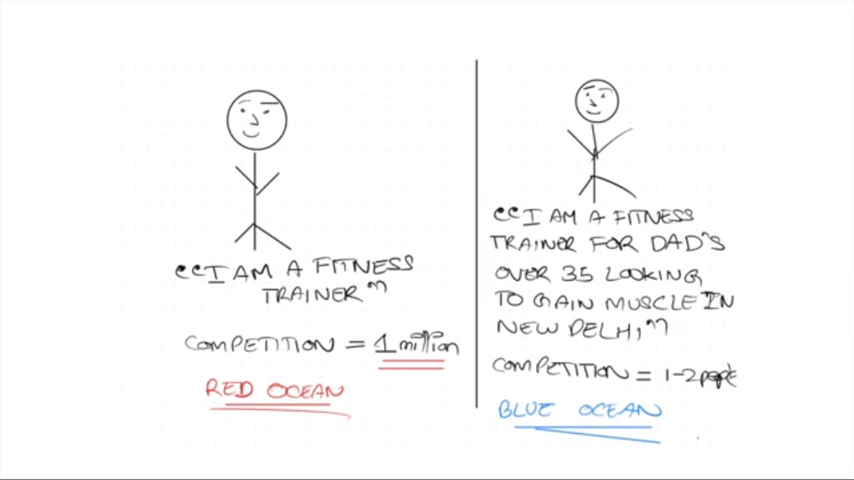 "I AM A FITNESS
TRAINER"
COMPETITION = 1 million
RED OCEAN
"I AM A FITNESS
TRAINER FOR DAD'S
OVER 35 LOOKING
TO GAIN MUSCLE IN
NEW DELHI"
COMPETITION = 1-2
BLUE OCEAN